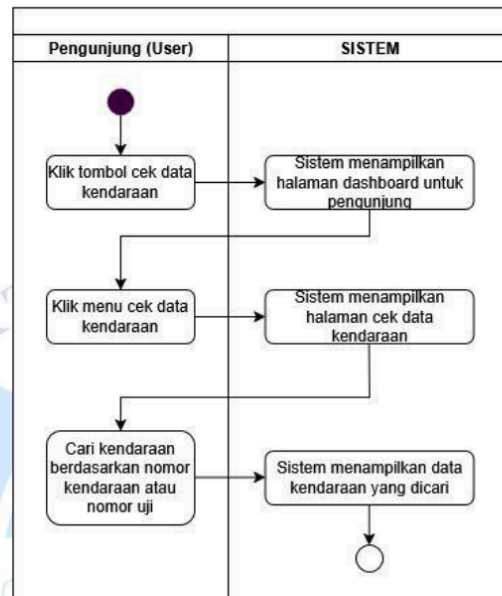 Pengunjung (User)
SISTEM
Klik tombol cek data
kendaraan
Sistem menampilkan
halaman dashboard untuk
pengunjung
Klik menu cek data
kendaraan
Sistem menampilkan
halaman cek data
kendaraan
Cari kendaraan
berdasarkan nomor
kendaraan atau
nomor uji
Sistem menampilkan data
kendaraan yang dicari